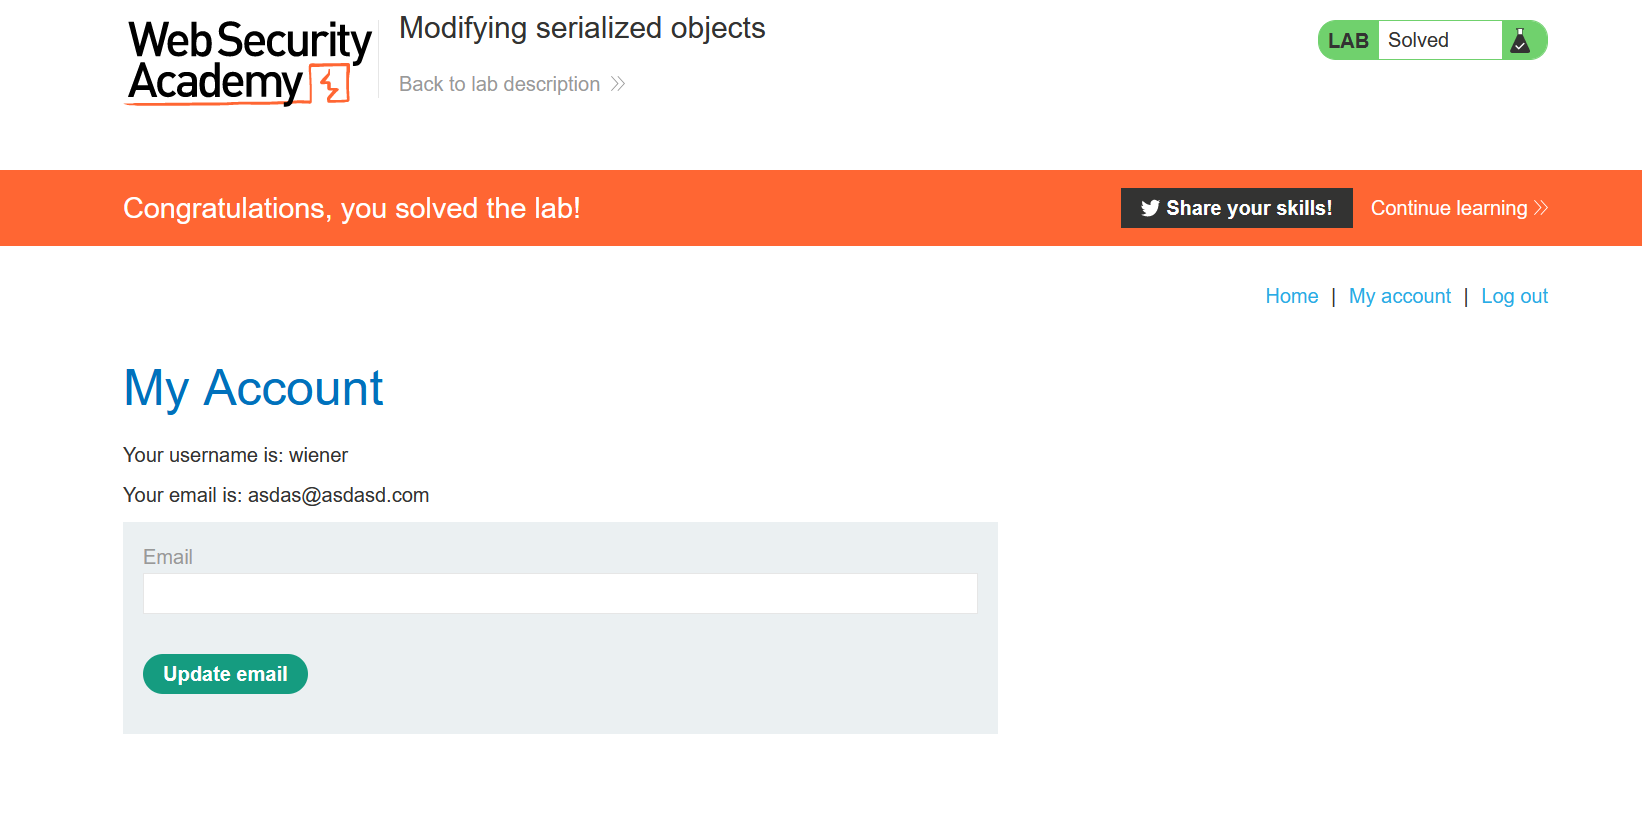 Web Security
Academy
Modifying serialized objects
Back to lab description
LAB Solved
Congratulations, you solved the lab!
Share your skills! Continue learning
Home | My account | Log out
My Account
Your username is: wiener
Your email is: asdas@asdasd.com
Email
Update email